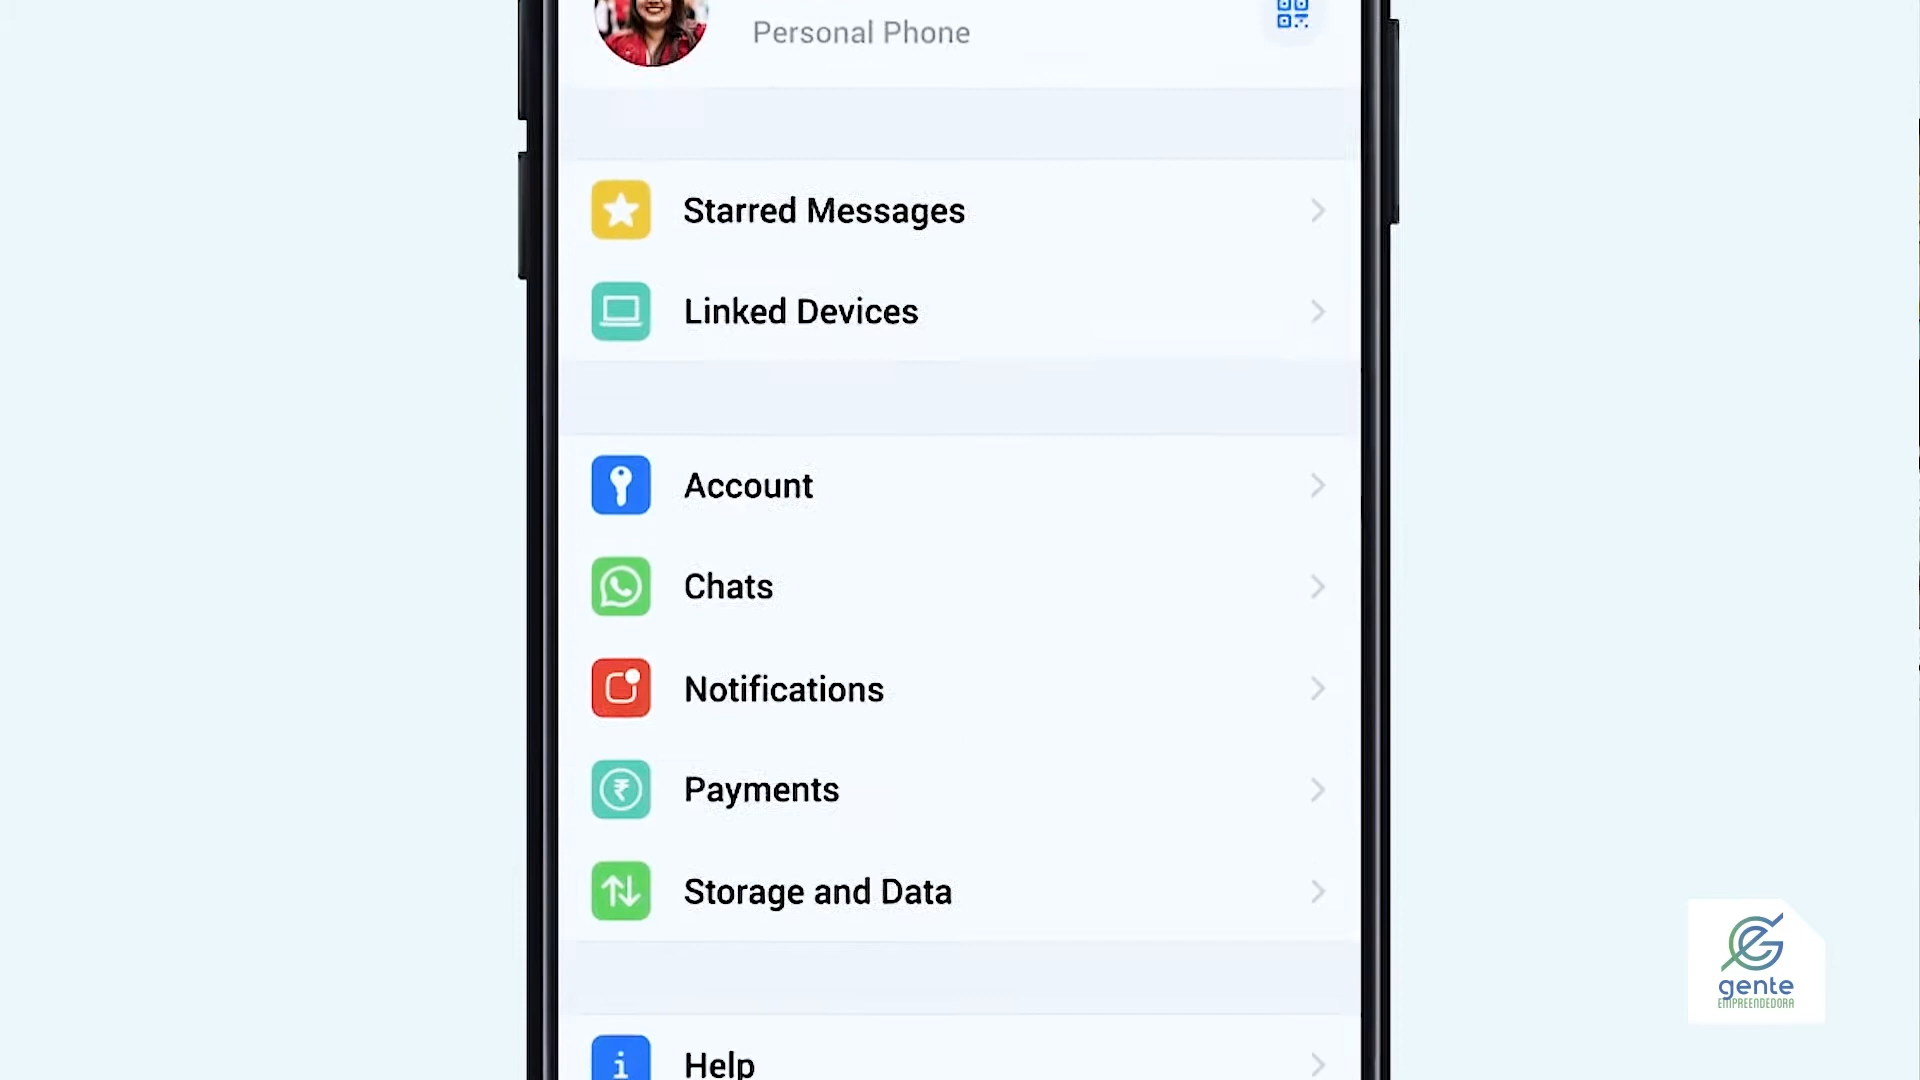 Personal Phone
Starred Messages
Linked Devices
Account
Chats
Notifications
₹
Payments
Storage and Data
i
Help
gente
EMPREENDEDORA